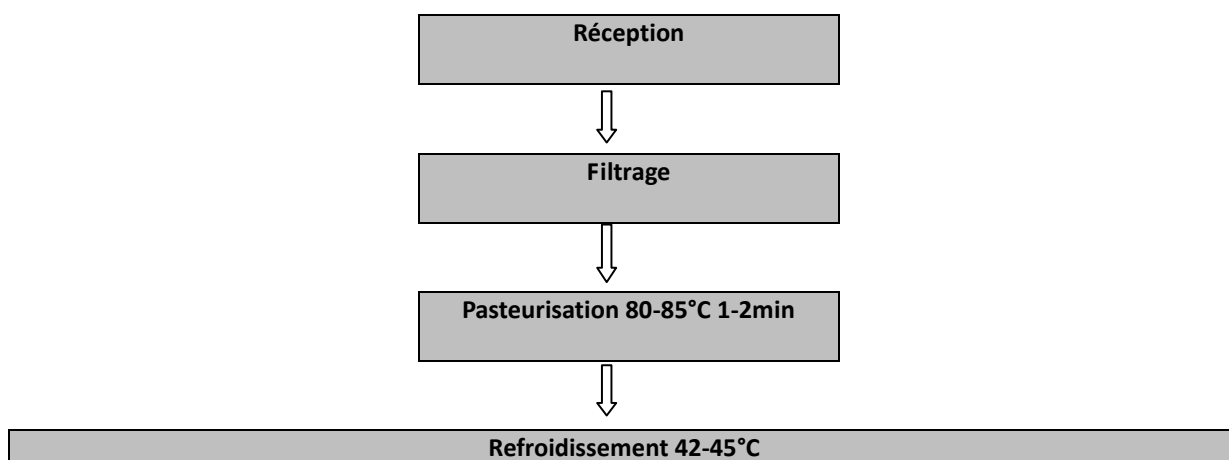 Réception
Filtrage
Pasteurisation 80-85°C 1-2min
Refroidissement 42-45°C